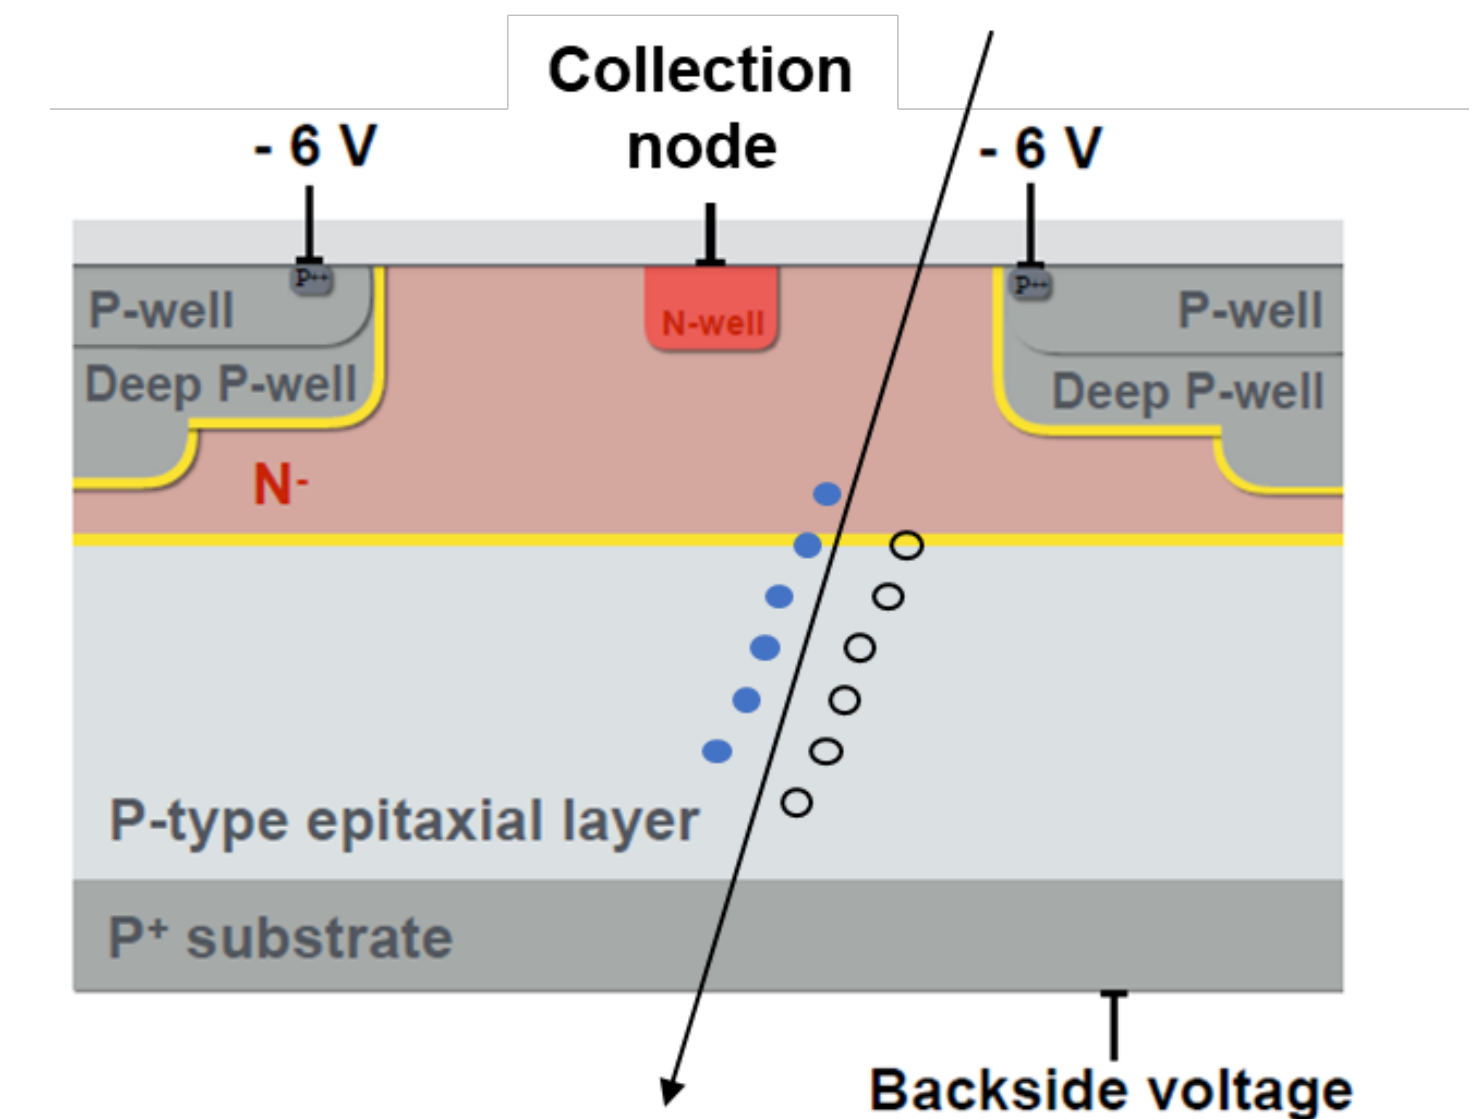 Collection
node
- 6 V
- 6 V
P++
P++
P-well
N-well
P-well
Deep P-well
Deep P-well
N-
P-type epitaxial layer
P+ substrate
Backside voltage